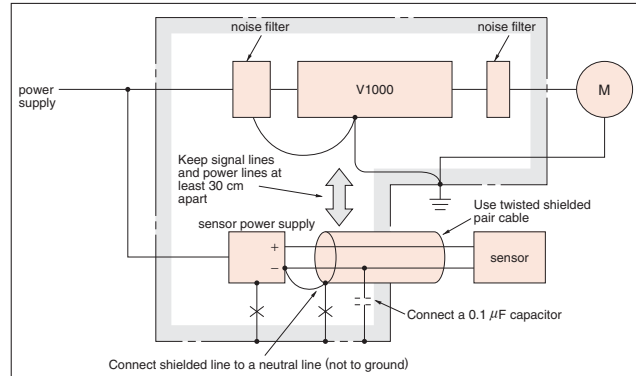 noise filter
noise filter
V1000
M
power
supply
Keep signal lines
and power lines at
least 30 cm
apart
Use twisted shielded
pair cable
sensor power supply
+
−
sensor
Connect a 0.1 μF capacitor
Connect shielded line to a neutral line (not to ground)